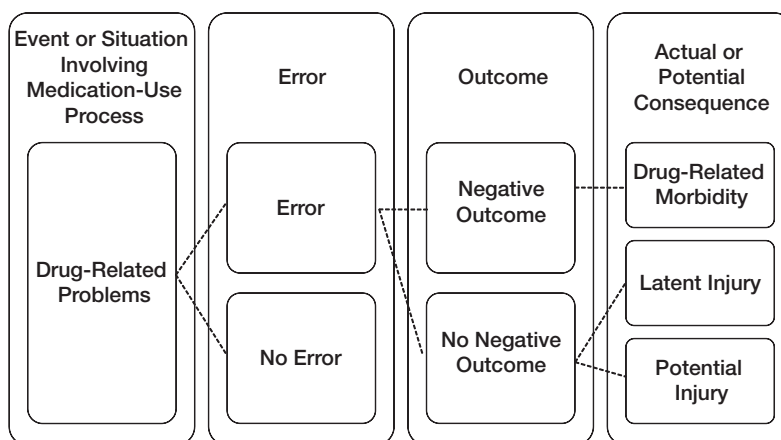 Event or Situation
Involving
Medication-Use
Process
Error
Outcome
Actual or
Potential
Consequence
Drug-Related
Problems
Error
No Error
Negative
Outcome
No Negative
Outcome
Drug-Related
Morbidity
Latent Injury
Potential
Injury